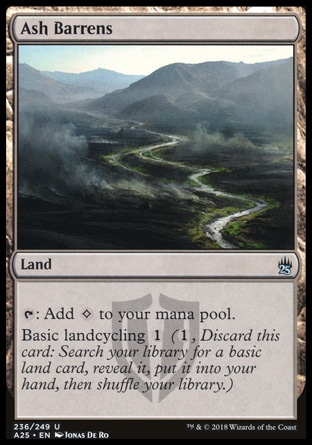 Ash Barrens
Land
25
: Add ◇ to your mana pool.
Basic landcycling 1 (1, Discard this
card: Search your library for a basic
land card, reveal it, put it into your
hand, then shuffle your library.)
236/249 U
A25 • EN Jonas De Ro
™ & © 2018 Wizards of the Coast